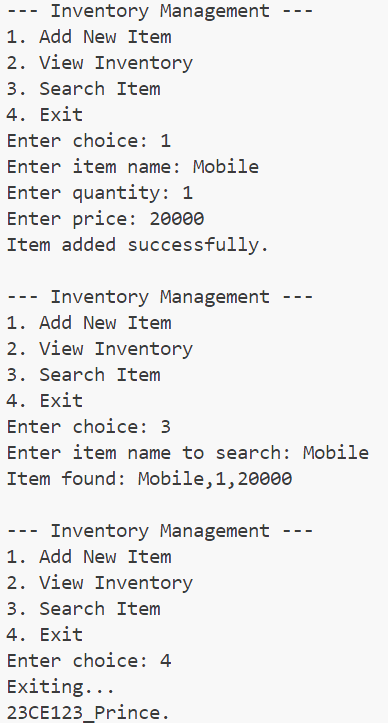 --- Inventory Management ---
1. Add New Item
2. View Inventory
3. Search Item
4. Exit
Enter choice: 1
Enter item name: Mobile
Enter quantity: 1
Enter price: 20000
Item added successfully.

--- Inventory Management ---
1. Add New Item
2. View Inventory
3. Search Item
4. Exit
Enter choice: 3
Enter item name to search: Mobile
Item found: Mobile,1,20000

--- Inventory Management ---
1. Add New Item
2. View Inventory
3. Search Item
4. Exit
Enter choice: 4
Exiting...
23CE123_Prince.